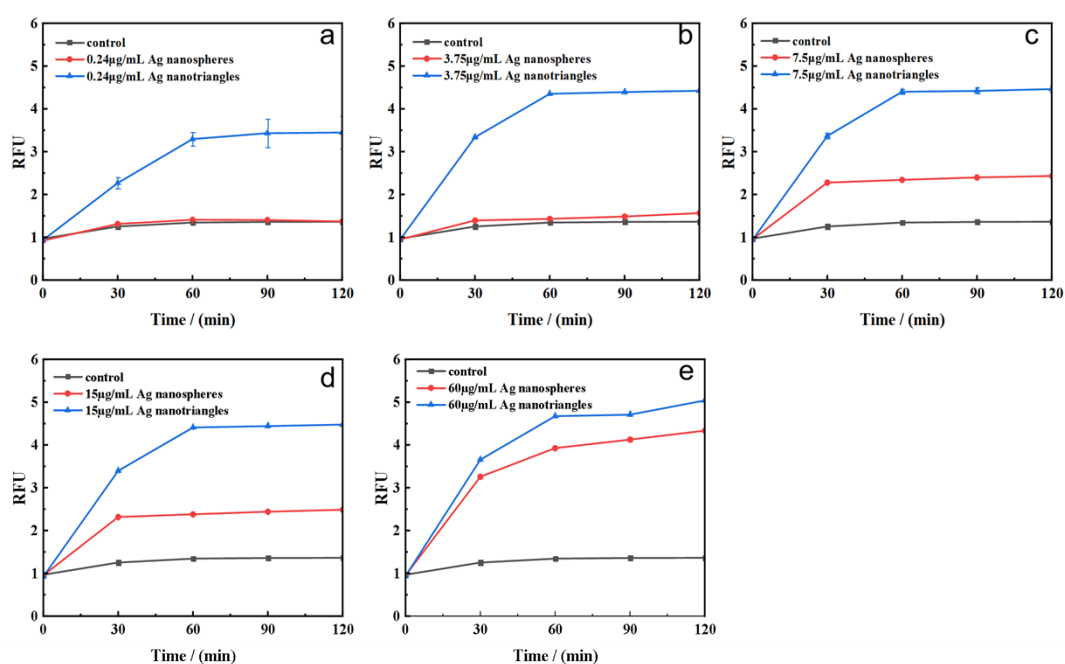 a
control
0.24μg/mL Ag nanospheres
0.24μg/mL Ag nanotriangles
RFU
6
5
4
3
2
1
0
0 30 60 90 120
Time / (min)
b
control
3.75μg/mL Ag nanospheres
3.75μg/mL Ag nanotriangles
RFU
6
5
4
3
2
1
0
0 30 60 90 120
Time / (min)
c
control
7.5μg/mL Ag nanospheres
7.5μg/mL Ag nanotriangles
RFU
6
5
4
3
2
1
0
0 30 60 90 120
Time / (min)
d
control
15μg/mL Ag nanospheres
15μg/mL Ag nanotriangles
RFU
6
5
4
3
2
1
0
0 30 60 90 120
Time / (min)
e
control
60μg/mL Ag nanospheres
60μg/mL Ag nanotriangles
RFU
6
5
4
3
2
1
0
0 30 60 90 120
Time / (min)